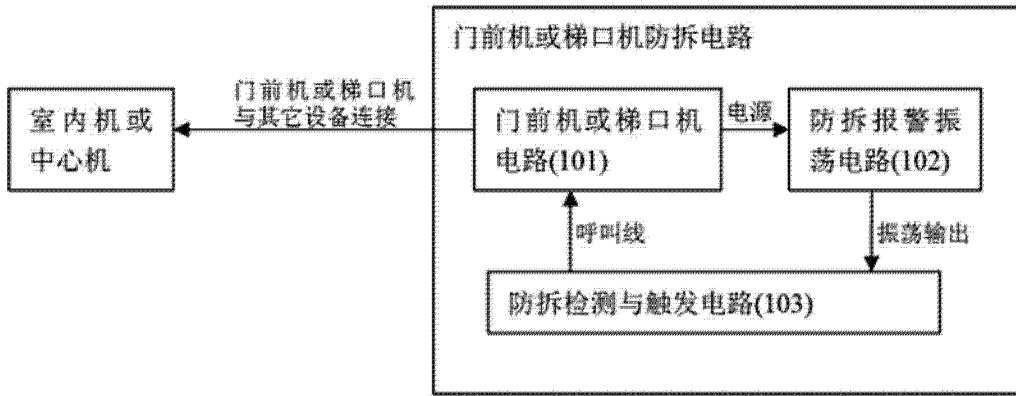 门前机或梯口机防拆电路
室内机或
中心机
门前机或梯口机
与其它设备连接
门前机或梯口机
电路(101)
电源
防拆报警振
荡电路(102)
呼叫线
振荡输出
防拆检测与触发电路(103)